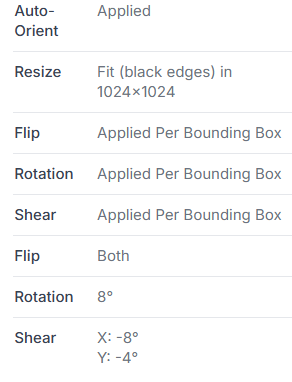 Auto-Orient Applied
Resize Fit (black edges) in
1024×1024
Flip Applied Per Bounding Box
Rotation Applied Per Bounding Box
Shear Applied Per Bounding Box
Flip Both
Rotation 8°
Shear X: -8°
Y: -4°